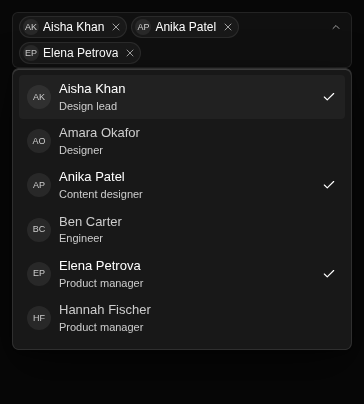 AK Aisha Khan AP Anika Patel
EP Elena Petrova
AK Aisha Khan
Design lead
AO Amara Okafor
Designer
AP Anika Patel
Content designer
BC Ben Carter
Engineer
EP Elena Petrova
Product manager
HF Hannah Fischer
Product manager